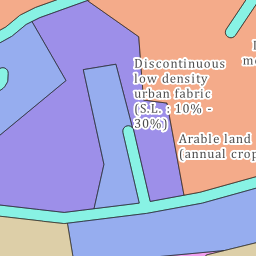 Discontinuous
low density
urban fabric
(S.L. : 10% -
30%)
Arable land
(annual crop